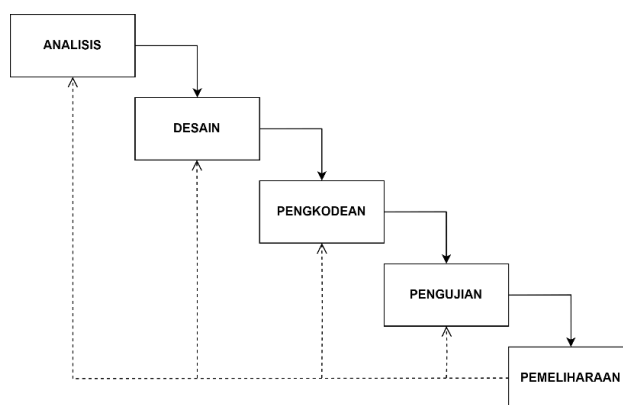 ANALISIS
DESAIN
PENGKODEAN
PENGUJIAN
PEMELIHARAAN